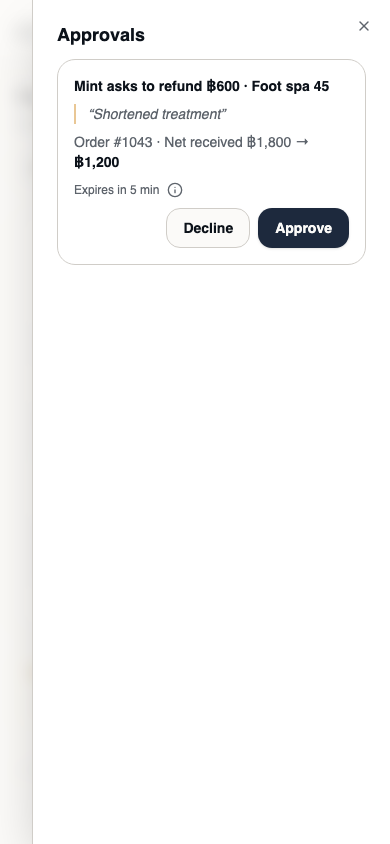 Approvals
Mint asks to refund ฿600 · Foot spa 45
“Shortened treatment”
Order #1043 · Net received ฿1,800 →
฿1,200
Expires in 5 min
Decline
Approve